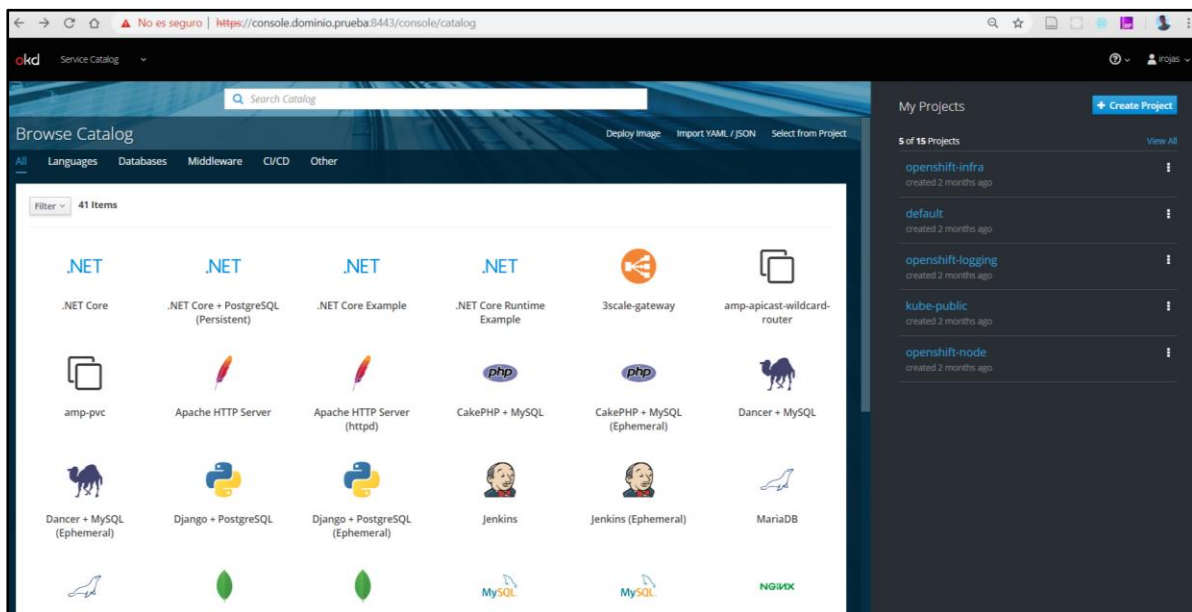 No es seguro | https://console.dominio.prueba:8443/console/catalog
okd Service Catalog
irojas
Search Catalog
Browse Catalog
Deploy Image Import YAML / JSON Select from Project
All Languages Databases Middleware CI/CD Other
Filter 41 Items
.NET .NET .NET .NET
.NET Core
.NET Core + PostgreSQL
(Persistent)
.NET Core Example
.NET Core Runtime
Example
3scale-gateway
amp-apicast-wildcard-
router
php php
amp-pvc
Apache HTTP Server
Apache HTTP Server
(httpd)
CakePHP + MySQL
CakePHP + MySQL
(Ephemeral)
Dancer + MySQL
Dancer + MySQL
(Ephemeral)
Django + PostgreSQL
Django + PostgreSQL
(Ephemeral)
Jenkins
Jenkins (Ephemeral)
MariaDB
MySQL MySQL NGINX
My Projects
+ Create Project
5 of 15 Projects View All
openshift-infra
created 2 months ago
default
created 2 months ago
openshift-logging
created 2 months ago
kube-public
created 2 months ago
openshift-node
created 2 months ago